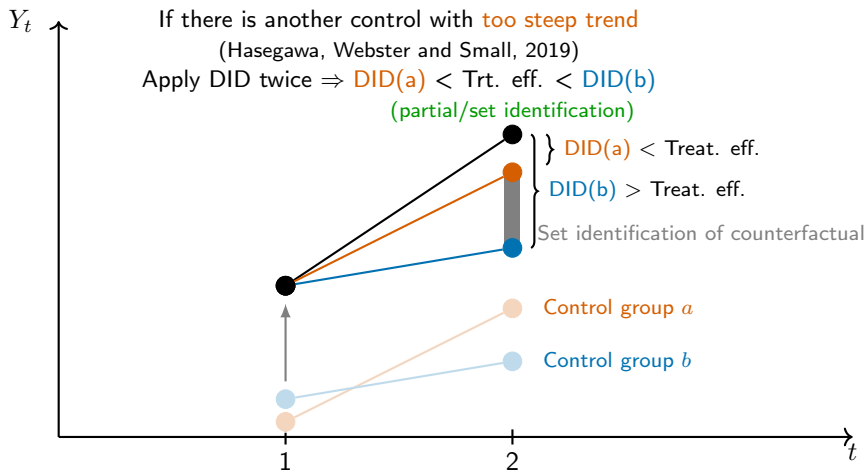 Y_t
If there is another control with too steep trend
(Hasegawa, Webster and Small, 2019)
Apply DID twice ⇒ DID(a) < Trt. eff. < DID(b)
(partial/set identification)
DID(a) < Treat. eff.
DID(b) > Treat. eff.
Set identification of counterfactual
Control group a
Control group b
1
2
t